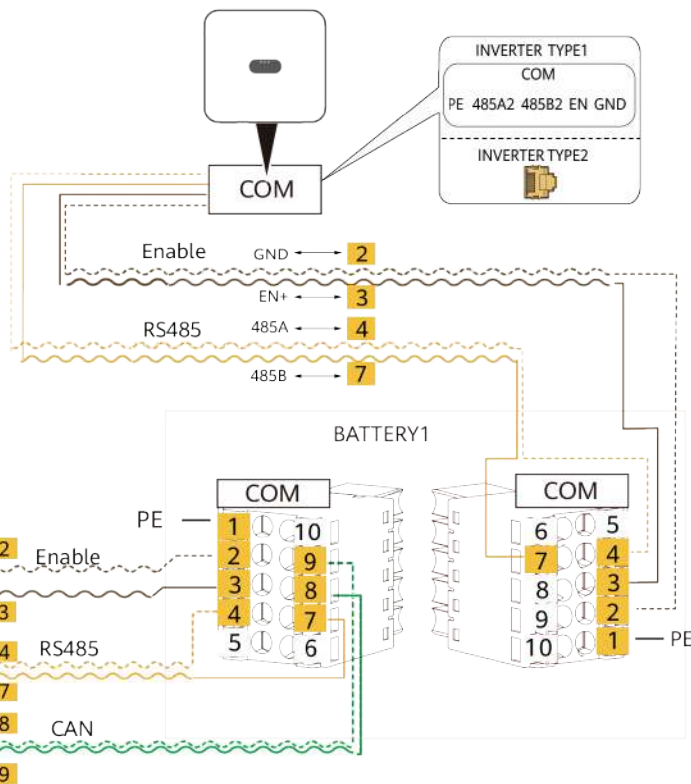 INVERTER TYPE1
COM
PE 485A2 485B2 EN GND
INVERTER TYPE2
COM
Enable
GND 2
EN+ 3
RS485
485A 4
485B 7
BATTERY1
COM
PE 1 10
2 9
3 8
4 7
5 6
COM
6 5
7 4
8 3
9 2
10 1 PE
2
Enable
3
4 RS485
7
8 CAN
9